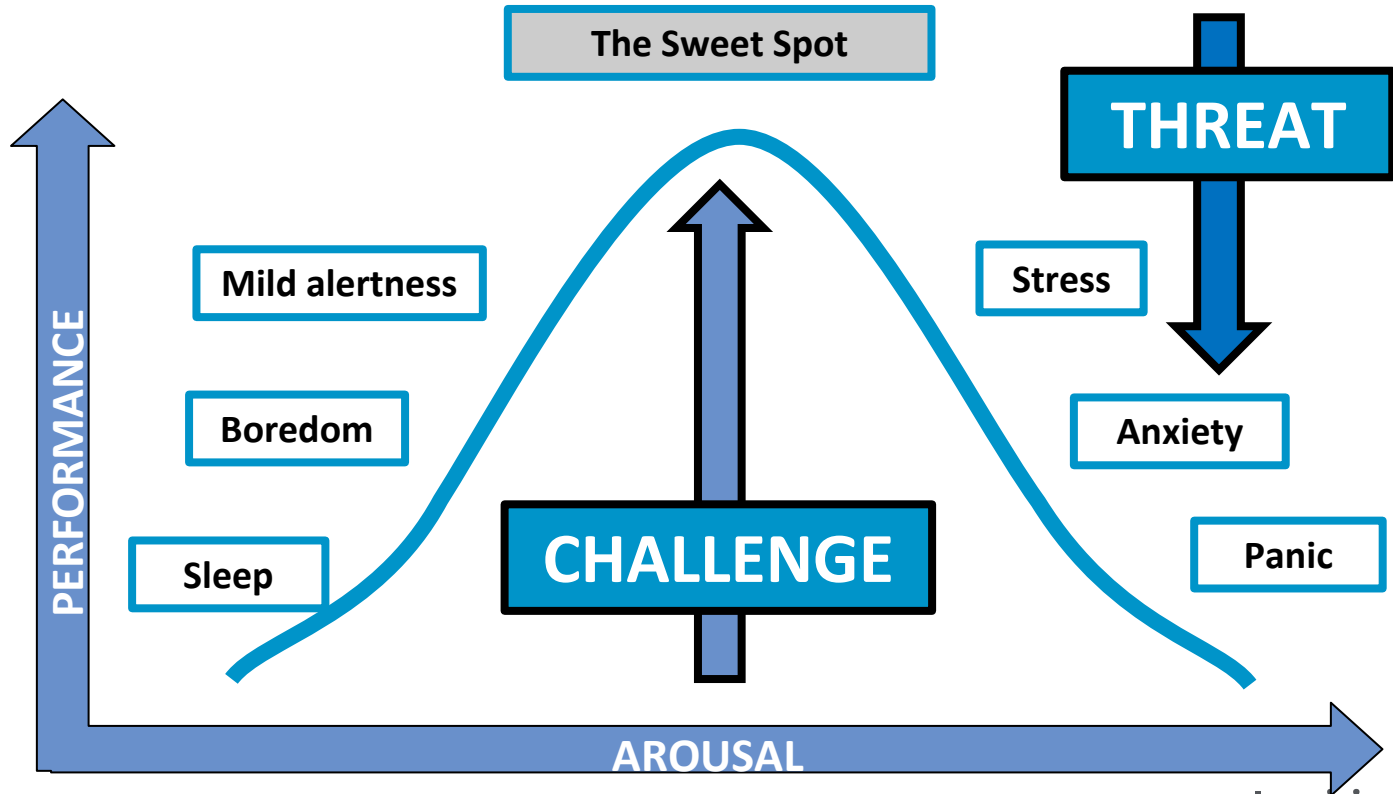 The Sweet Spot
THREAT
Mild alertness
Stress
PERFORMANCE
Boredom
Anxiety
CHALLENGE
Sleep
Panic
AROUSAL